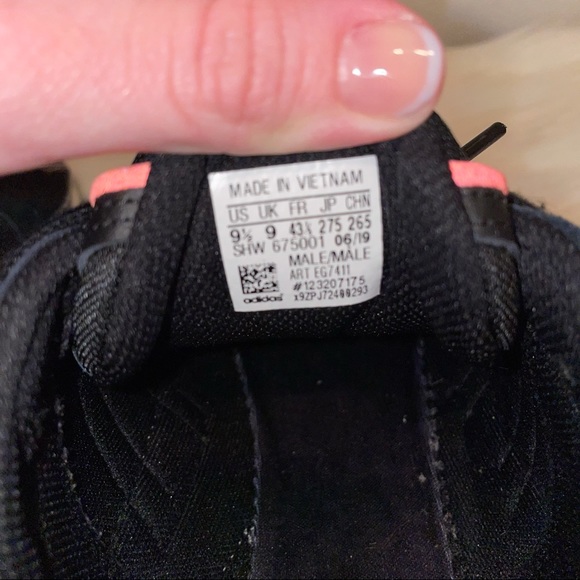 MADE IN VIETNAM
US UK FR JP CHN
9½ 9 43⅓ 275 265
SHW 675001 06/19
MALE/MALE
ART EG7411
#123207175
adidas